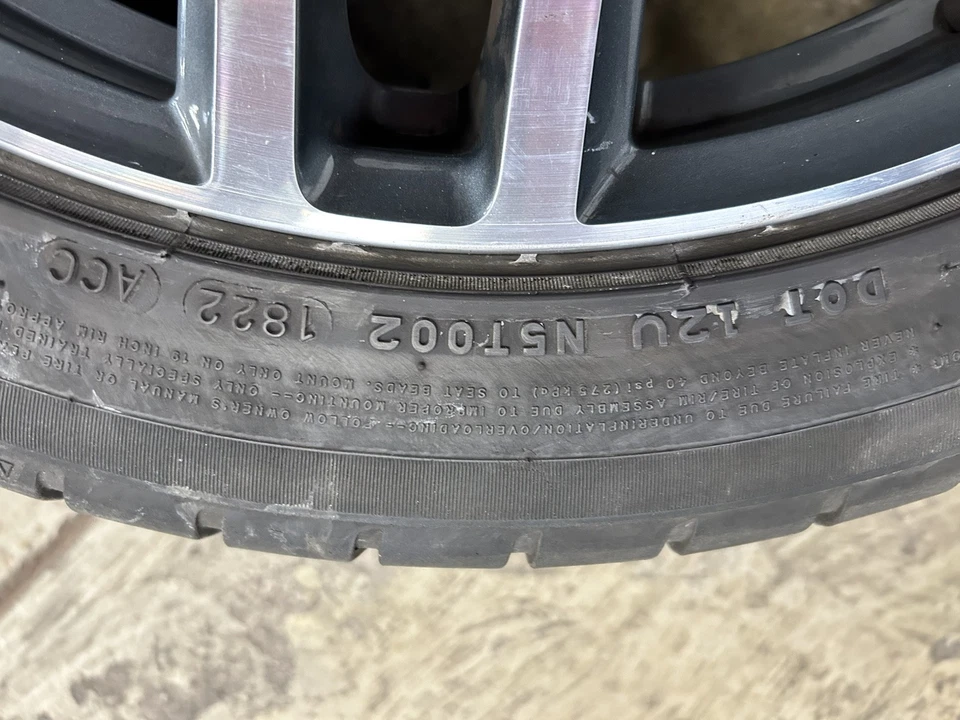 * TIRE FAILURE DUE TO UNDERINFLATION/OVERLOADING-- FOLLOW OWNER'S MANUAL OR TIRE
* EXPLOSION OF TIRE/RIM ASSEMBLY DUE TO IMPROPER MOUNTING-- ONLY SPECIALLY TRAINED
NEVER INFLATE BEYOND 40 psi (275 kPa) TO SEAT BEADS. MOUNT ONLY ON 19 INCH RIM APPRO
DOT 12U N5T002 1822 ACC